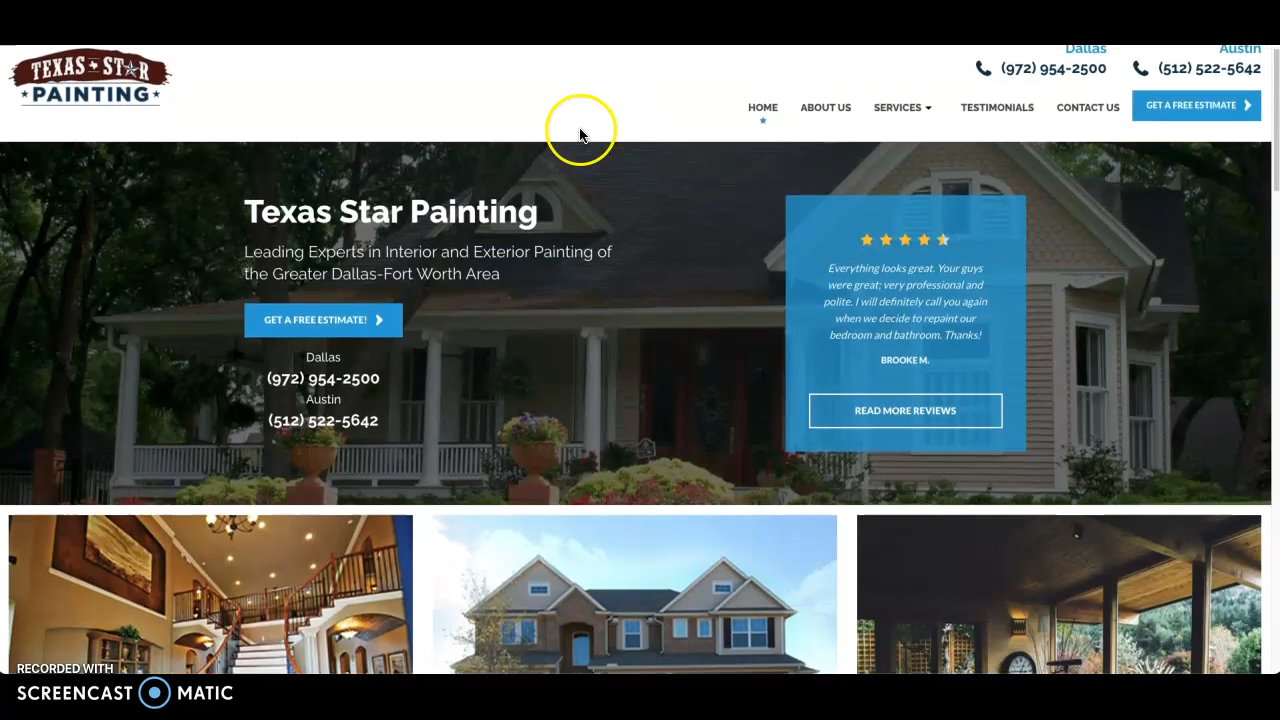 TEXAS STAR
PAINTING
Dallas
(972) 954-2500
Austin
(512) 522-5642
HOME
ABOUT US
SERVICES
TESTIMONIALS
CONTACT US
GET A FREE ESTIMATE
Texas Star Painting
Leading Experts in Interior and Exterior Painting of
the Greater Dallas-Fort Worth Area
GET A FREE ESTIMATE!
Dallas
(972) 954-2500
Austin
(512) 522-5642
Everything looks great. Your guys
were great; very professional and
polite. I will definitely call you again
when we decide to repaint our
bedroom and bathroom. Thanks!
BROOKE M.
READ MORE REVIEWS
RECORDED WITH
SCREENCAST MATIC